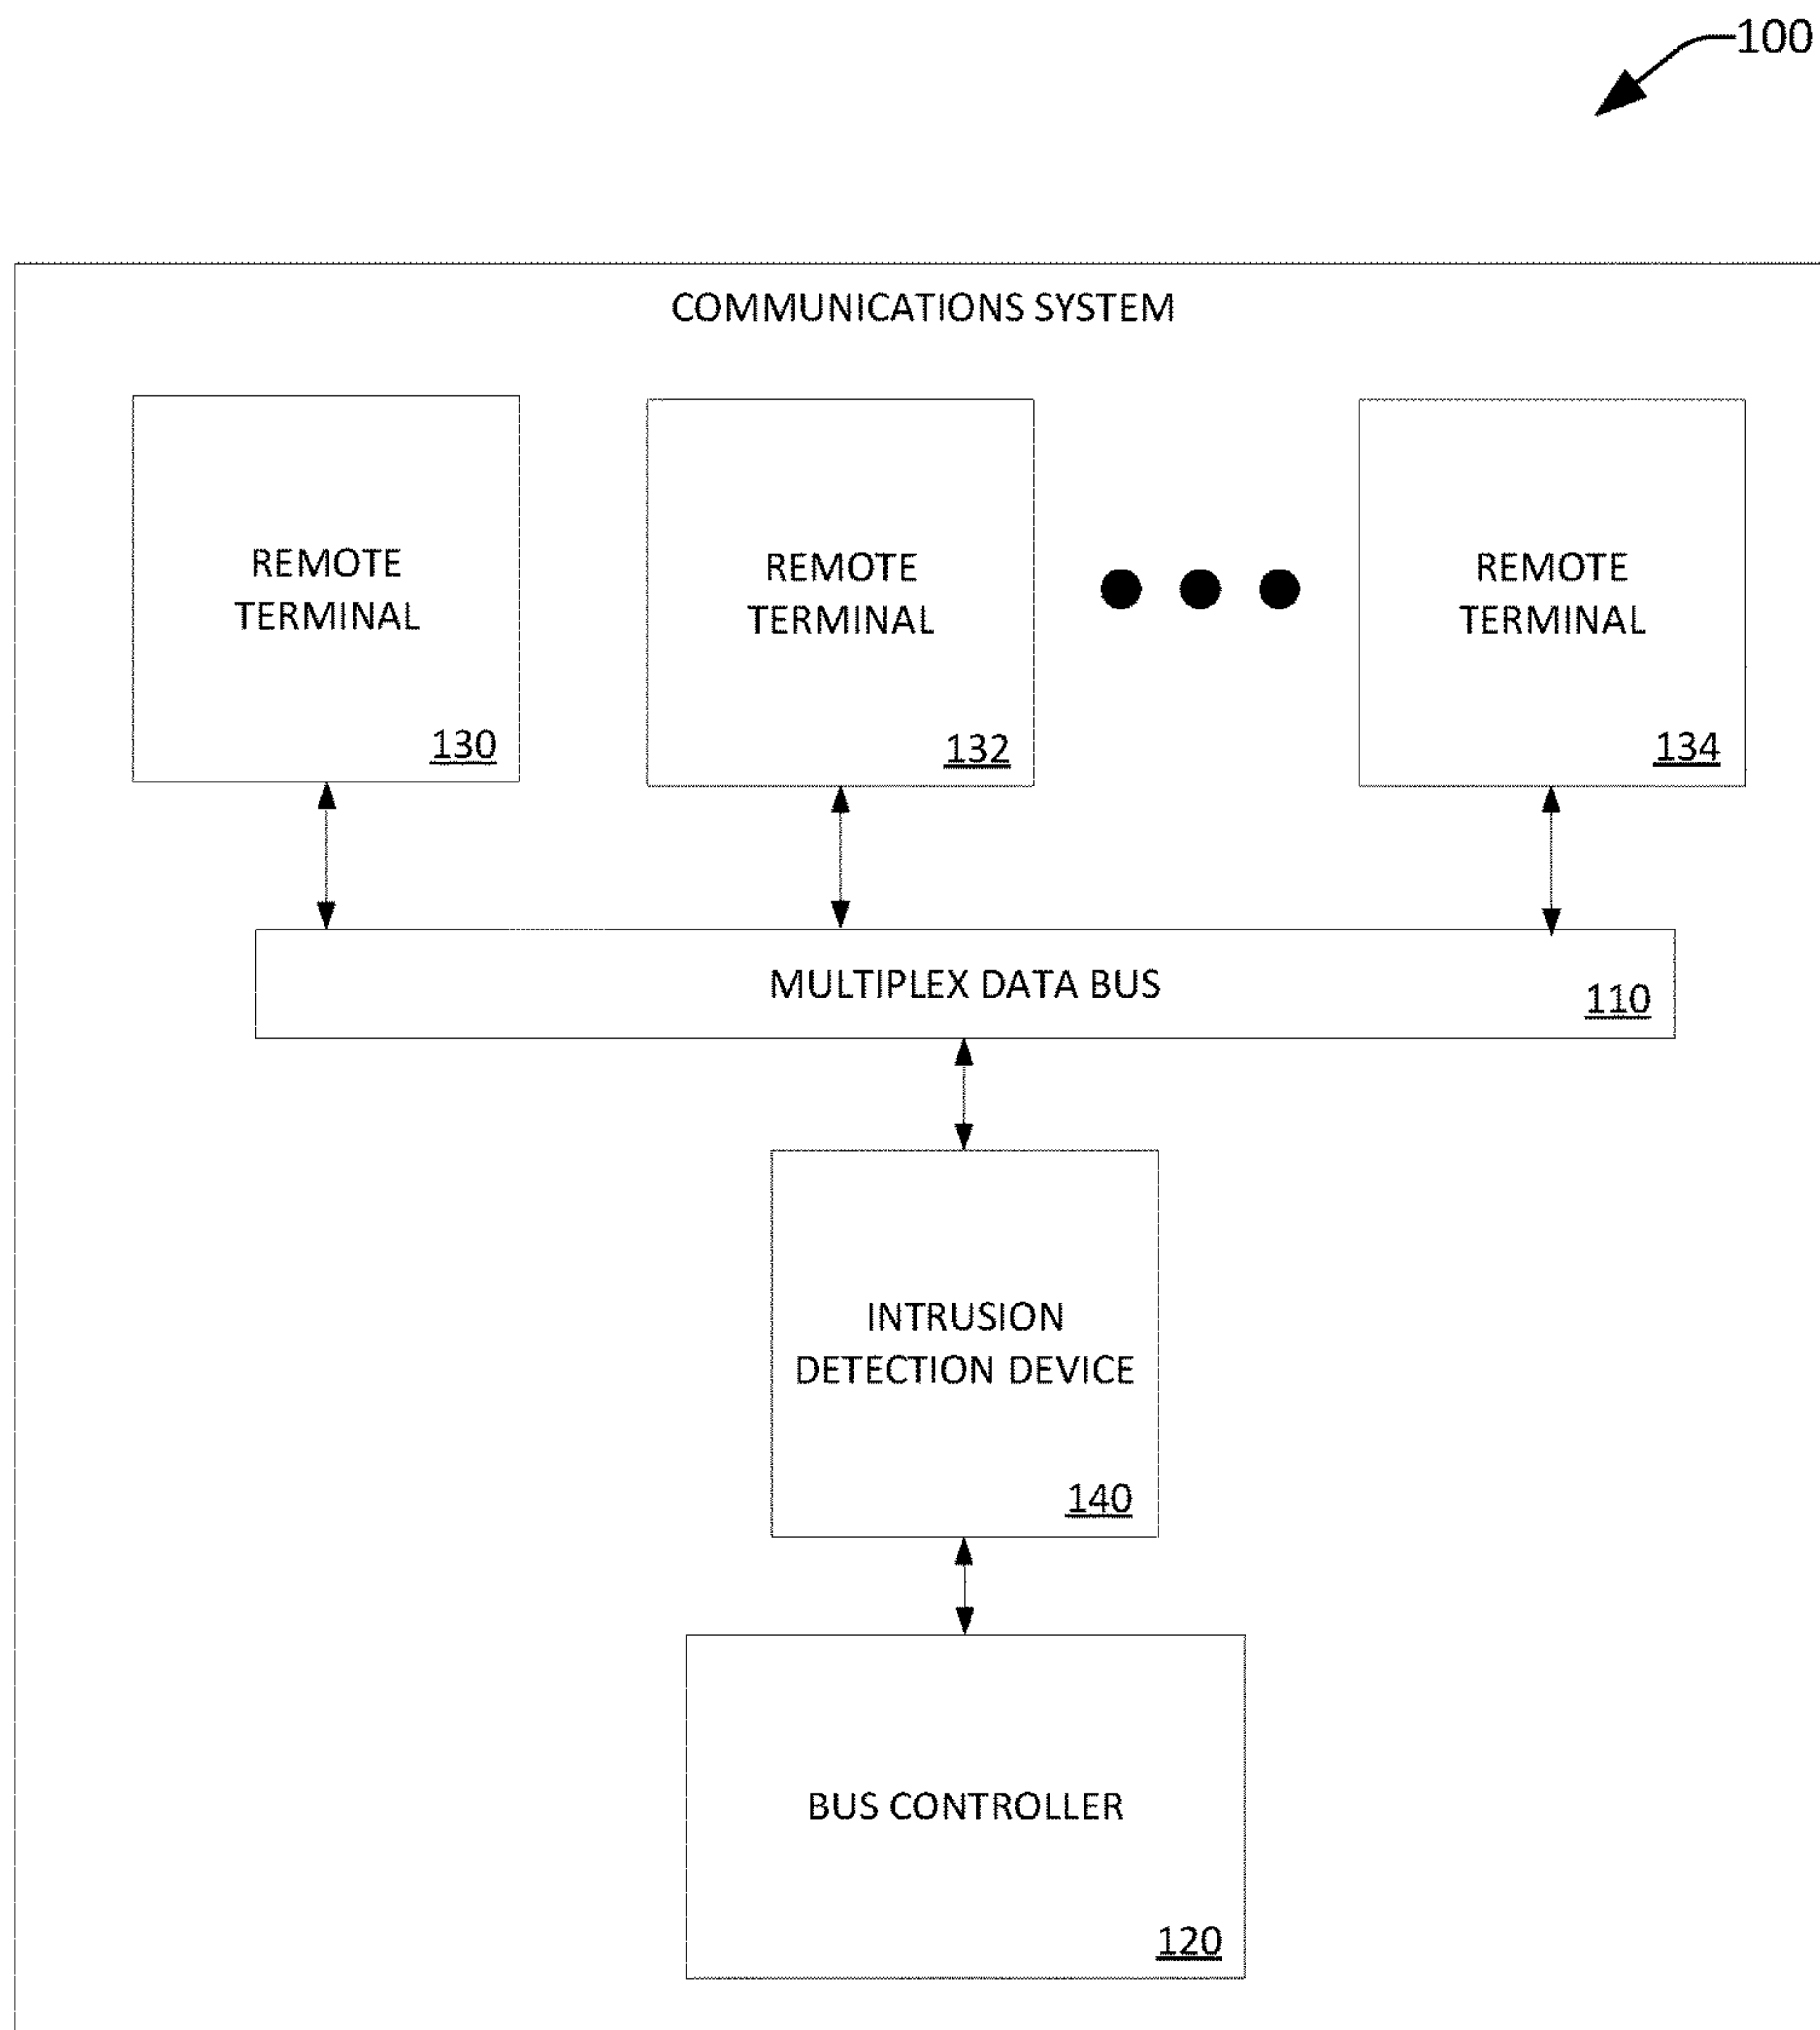 100
COMMUNICATIONS SYSTEM
REMOTE
TERMINAL
130
REMOTE
TERMINAL
132
REMOTE
TERMINAL
134
MULTIPLEX DATA BUS
110
INTRUSION
DETECTION DEVICE
140
BUS CONTROLLER
120